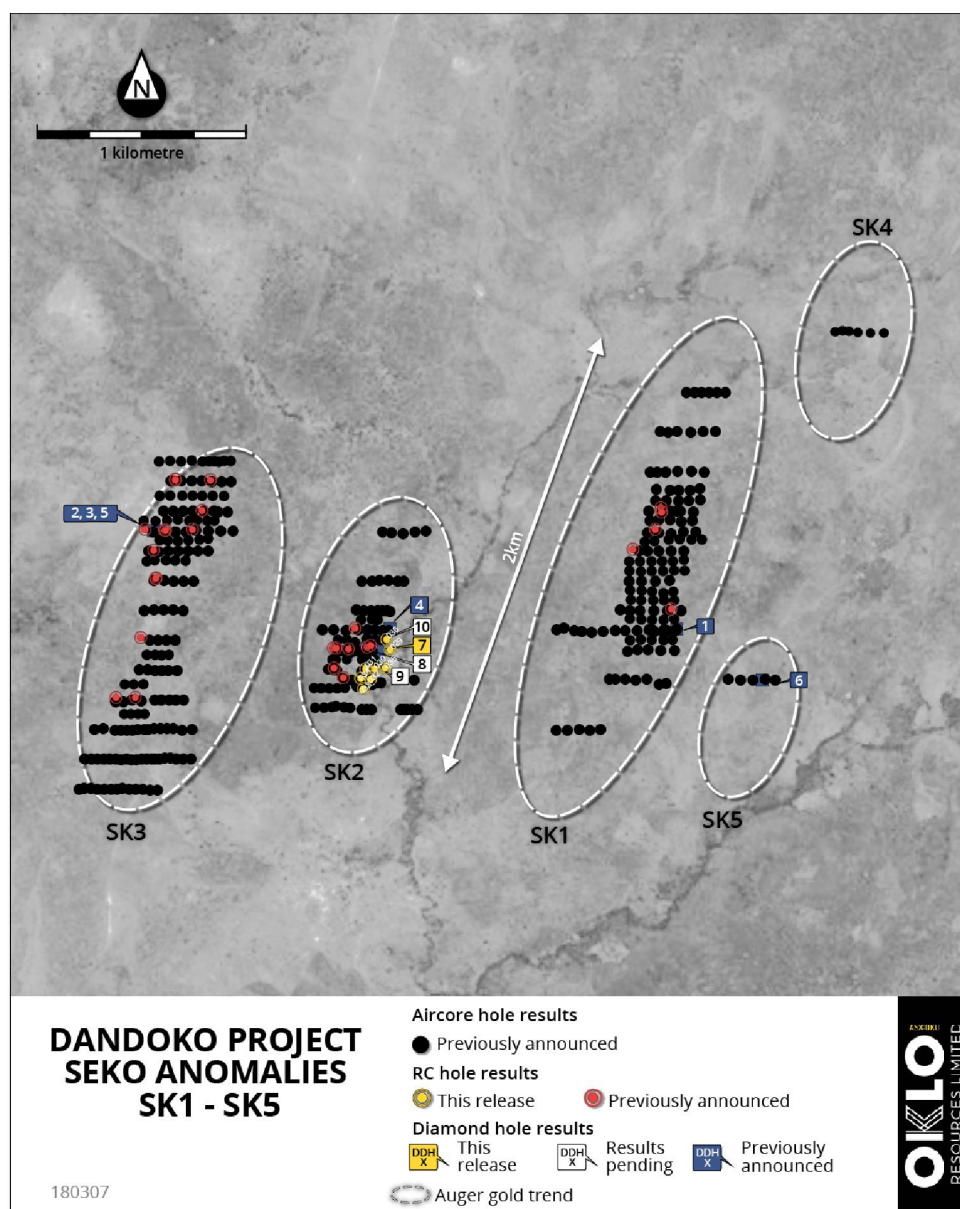 N
1 kilometre
SK4
2, 3, 5
2km
4
10
7
8
9
1
6
SK2
SK3
SK1
SK5
DANDOKO PROJECT
SEKO ANOMALIES
SK1 - SK5
180307
Aircore hole results
Previously announced
RC hole results
This release
Previously announced
Diamond hole results
DDH
X
This
release
DDH
X
Results
pending
DDH
X
Previously
announced
Auger gold trend
OKLO
RESOURCES LIMITED